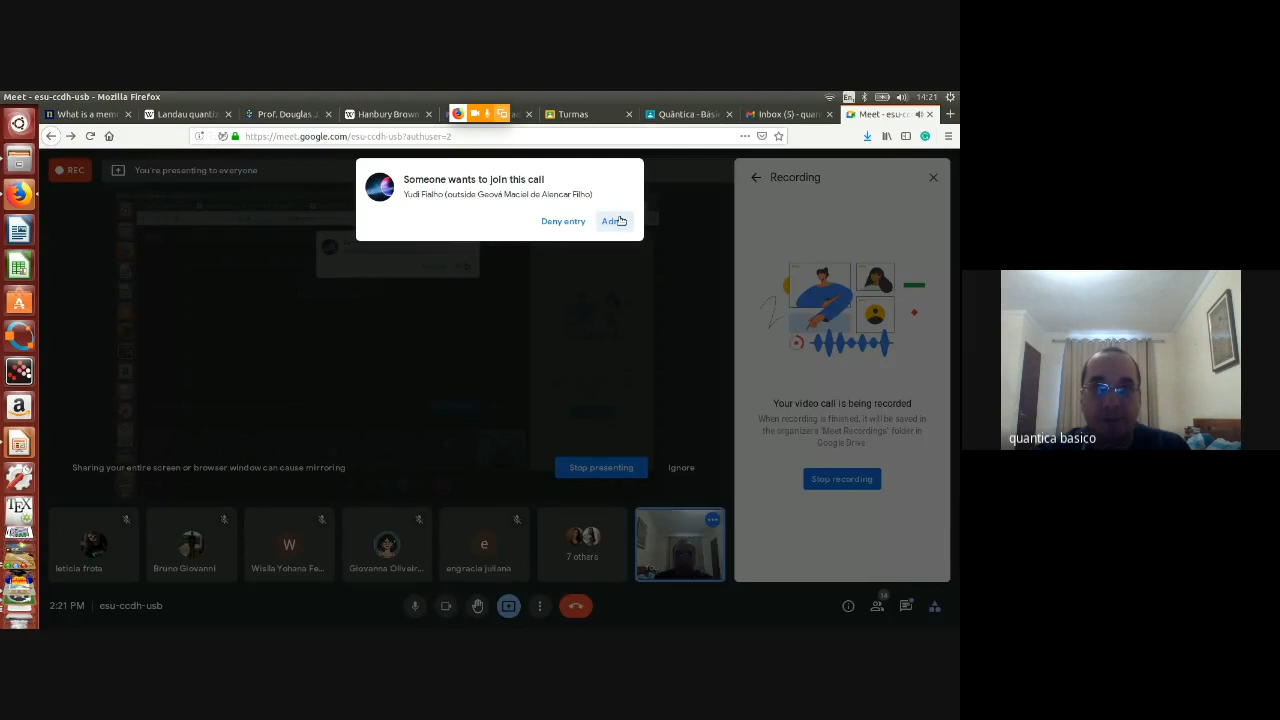 Meet - esu-ccdh-usb - Mozilla Firefox
En
14:21
What is a mem
Landau quanti
Prof. Douglas J
Hanbury Brown
Turmas
Quântica - Bási
Inbox (5) - quan
Meet - esu-cc
https://meet.google.com/esu-ccdh-usb?authuser=2
REC
You're presenting to everyone
Someone wants to join this call
Yudi Fialho (outside Geová Maciel de Alencar Filho)
Deny entry
Recording
Your video call is being recorded
When recording is finished, it will be saved in
the organizer's "Meet Recordings" folder in
Google Drive
Stop recording
Sharing your entire screen or browser window can cause mirroring
Stop presenting
Ignore
leticia frota
Bruno Giovanni
W
Wislla Yohana Fe...
Giovanna Oliveir...
e
engracia juliana
7 others
2:21 PM | esu-ccdh-usb
14
quantica basico
TEX